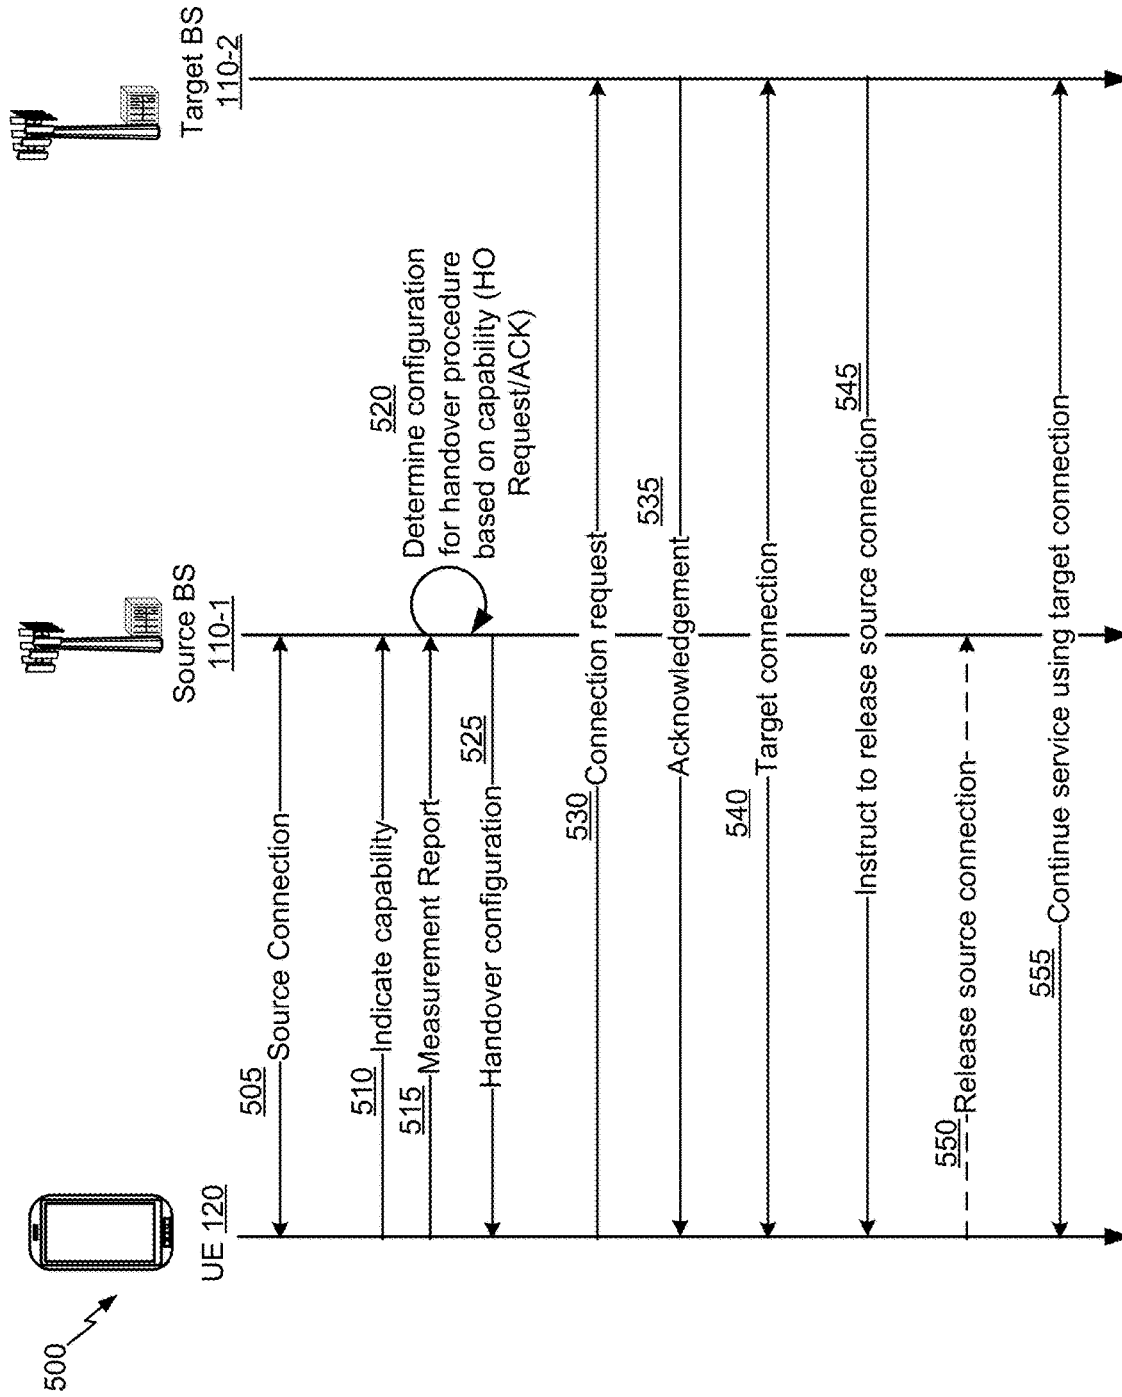 500
UE 120
Source BS
110-1
Target BS
110-2
505
Source Connection
510
Indicate capability
515
Measurement Report
520
Determine configuration
for handover procedure
based on capability (HO
Request/ACK)
525
Handover configuration
530
Connection request
535
Acknowledgement
540
Target connection
545
Instruct to release source connection
550
Release source connection
555
Continue service using target connection